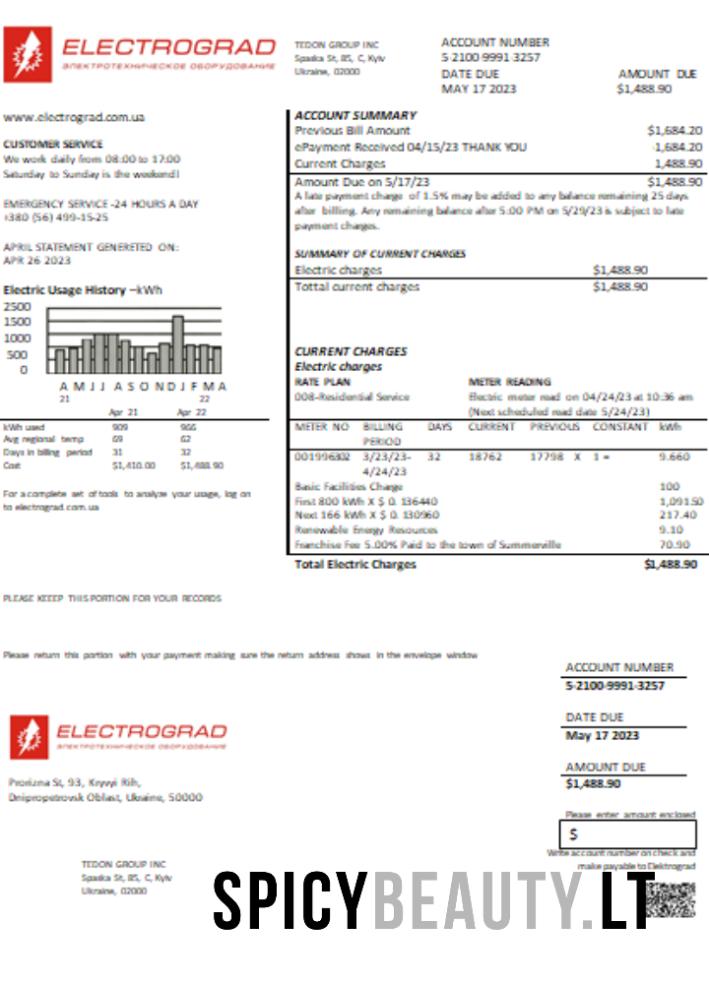 ELECTROGRAD
ЭЛЕКТРОТЕХНИЧЕСКОЕ ОБОРУДОВАНИЕ
TEDON GROUP INC
Spaska St, 85, C, Kyiv
Ukraine, 02000
ACCOUNT NUMBER
5-2100-9991-3257
DATE DUE AMOUNT DUE
MAY 17 2023 $1,488.90
www.electrograd.com.ua
CUSTOMER SERVICE
We work daily from 08:00 to 17:00
Saturday to Sunday is the weekend!
EMERGENCY SERVICE -24 HOURS A DAY
+380 (56) 499-15-25
APRIL STATEMENT GENERETED ON:
APR 26 2023
Electric Usage History –kWh
2500
1500
1000
500
0
A M J J A S O N D J F M A
21 22
Apr 21 Apr 22
kWh used 909 966
Avg regional temp 69 62
Days in billing period 31 32
Cost $1,410.00 $1,488.90
For a complete set of tools to analyze your usage, log on
to electrograd.com.ua
ACCOUNT SUMMARY
Previous Bill Amount $1,684.20
ePayment Received 04/15/23 THANK YOU -1,684.20
Current Charges 1,488.90
Amount Due on 5/17/23 $1,488.90
A late payment charge of 1.5% may be added to any balance remaining 25 days
after billing. Any remaining balance after 5:00 PM on 5/29/23 is subject to late
payment charges.
SUMMARY OF CURRENT CHARGES
Electric charges $1,488.90
Tottal current charges $1,488.90
CURRENT CHARGES
Electric charges
RATE PLAN METER READING
008-Residential Service Electric meter read on 04/24/23 at 10:36 am
(Next scheduled read date 5/24/23)
METER NO BILLING PERIOD DAYS CURRENT PREVIOUS CONSTANT kWh
001996302 3/23/23-4/24/23 32 18762 17798 X 1 = 9.660
Basic Facilities Charge 100
First 800 kWh X $ 0. 136440 1,091.50
Next 166 kWh X $ 0. 130960 217.40
Renewable Energy Resources 9.10
Franchise Fee 5.00% Paid to the town of Summerville 70.90
Total Electric Charges $1,488.90
PLEASE KEEEP THIS PORTION FOR YOUR RECORDS
Please return this portion with your payment making sure the return address shows in the envelope window
ACCOUNT NUMBER
5-2100-9991-3257
DATE DUE
May 17 2023
AMOUNT DUE
$1,488.90
Please enter amount enclosed
$
Write account number on check and
make payable to Elektrograd
ELECTROGRAD
ЭЛЕКТРОТЕХНИЧЕСКОЕ ОБОРУДОВАНИЕ
Prorizna St, 93, Kryvyi Rih,
Dnipropetrovsk Oblast, Ukraine, 50000
TEDON GROUP INC
Spaska St, 85, C, Kyiv
Ukraine, 02000
SPICYBEAUTY.LT